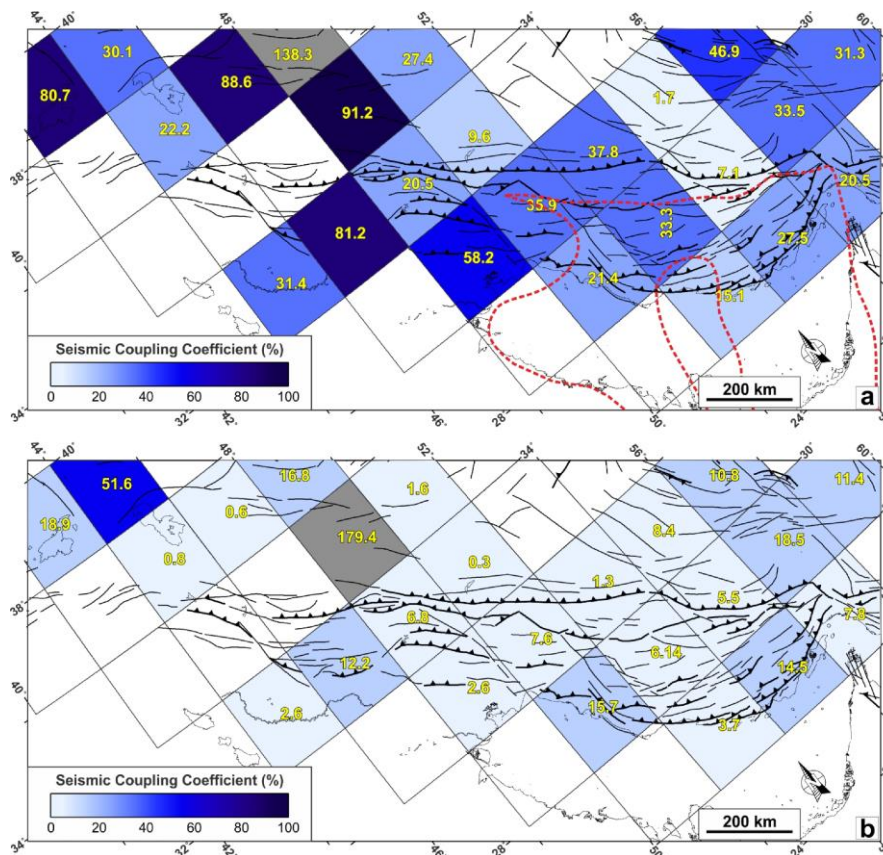 44° 40° 48° 52° 34° 56° 30° 60°
30.1 138.3 27.4 46.9 31.3
80.7 88.6 1.7
91.2 33.5
22.2 9.6
37.8
38° 7.1
20.5 20.5
35.9
81.2 33.3
27.5
58.2
40° 31.4 21.4 15.1
Seismic Coupling Coefficient (%)
0 20 40 60 80 100
200 km
a
34° 32° 42° 46° 28° 50° 24°
44° 40° 48° 52° 34° 56° 30° 60°
51.6 16.8 1.6 10.8 11.4
18.9 0.6 8.4
179.4 18.5
0.8 0.3
1.3
38° 5.5
7.8
7.6
12.2 6.14
14.5
2.6
40° 2.6 15.7 3.7
Seismic Coupling Coefficient (%)
0 20 40 60 80 100
200 km
b
34° 32° 42° 46° 28° 50° 24°